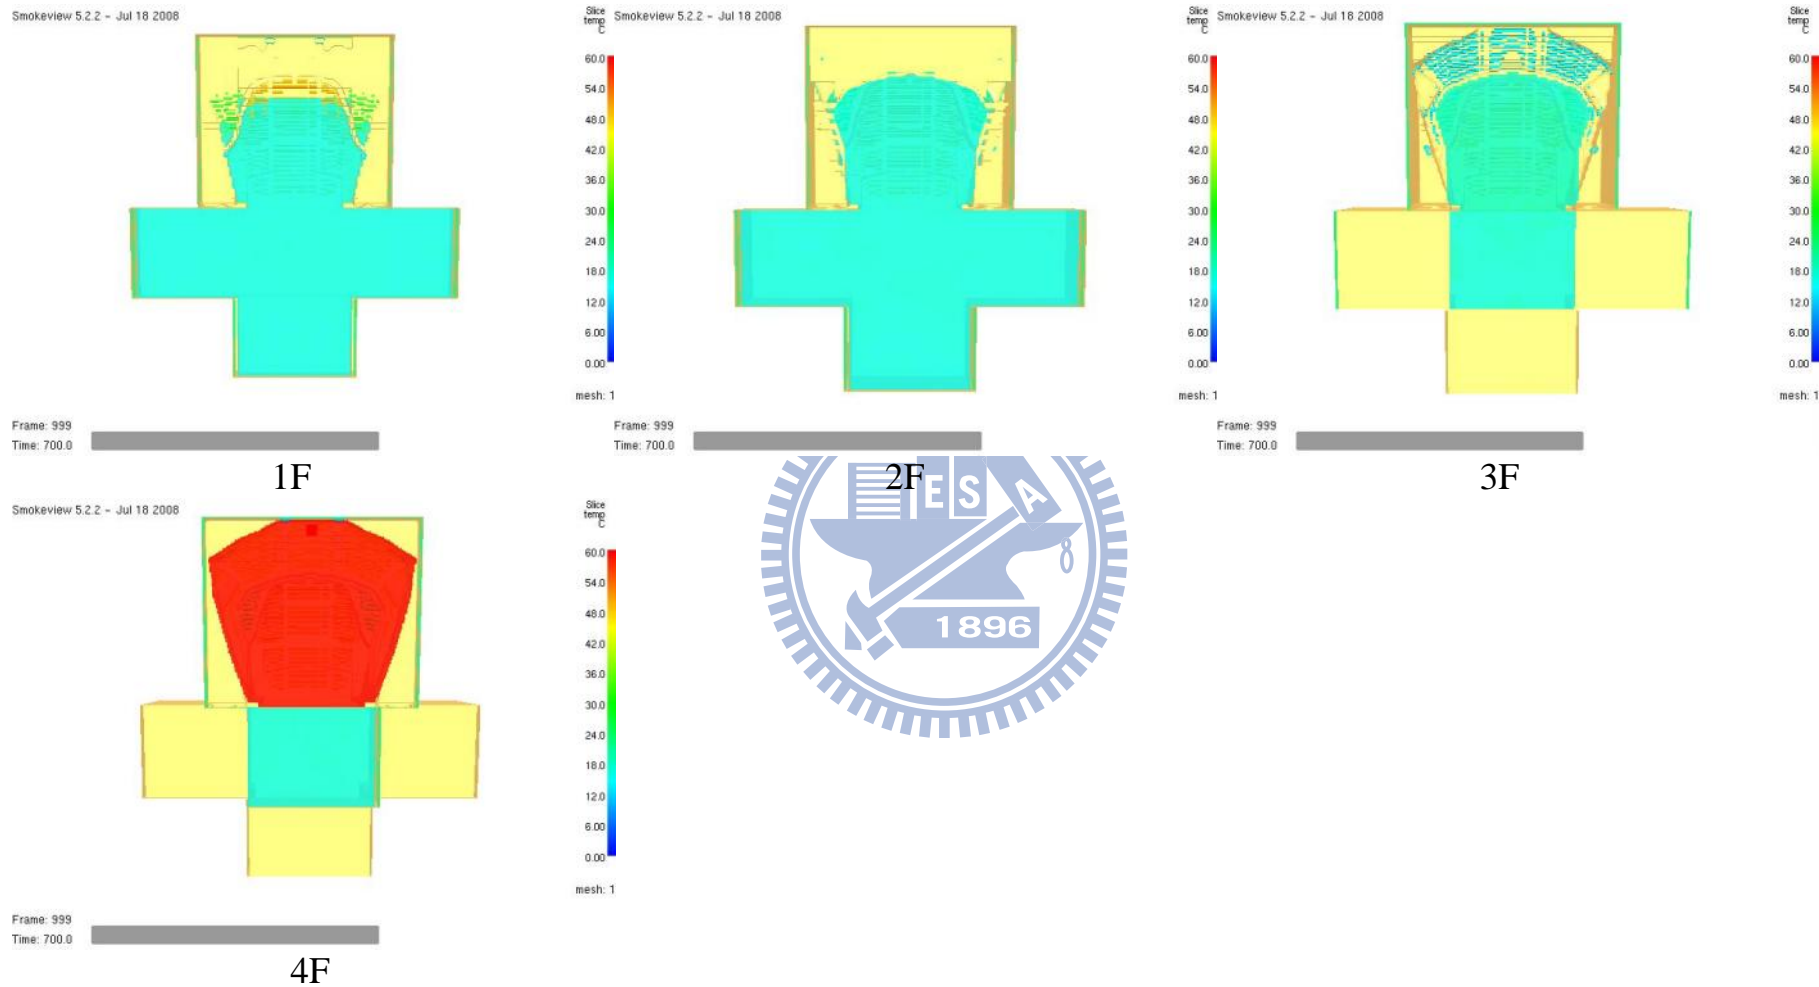 Smokeview 5.2.2 - Jul 18 2008
Slice
temp
C
60.0
54.0
48.0
42.0
36.0
30.0
24.0
18.0
12.0
6.00
0.00
mesh: 1
Frame: 999
Time: 700.0
1F
Smokeview 5.2.2 - Jul 18 2008
Slice
temp
C
60.0
54.0
48.0
42.0
36.0
30.0
24.0
18.0
12.0
6.00
0.00
mesh: 1
Frame: 999
Time: 700.0
2F
Smokeview 5.2.2 - Jul 18 2008
Slice
temp
C
60.0
54.0
48.0
42.0
36.0
30.0
24.0
18.0
12.0
6.00
0.00
mesh: 1
Frame: 999
Time: 700.0
3F
ESA
1896
Smokeview 5.2.2 - Jul 18 2008
Slice
temp
C
60.0
54.0
48.0
42.0
36.0
30.0
24.0
18.0
12.0
6.00
0.00
mesh: 1
Frame: 999
Time: 700.0
4F